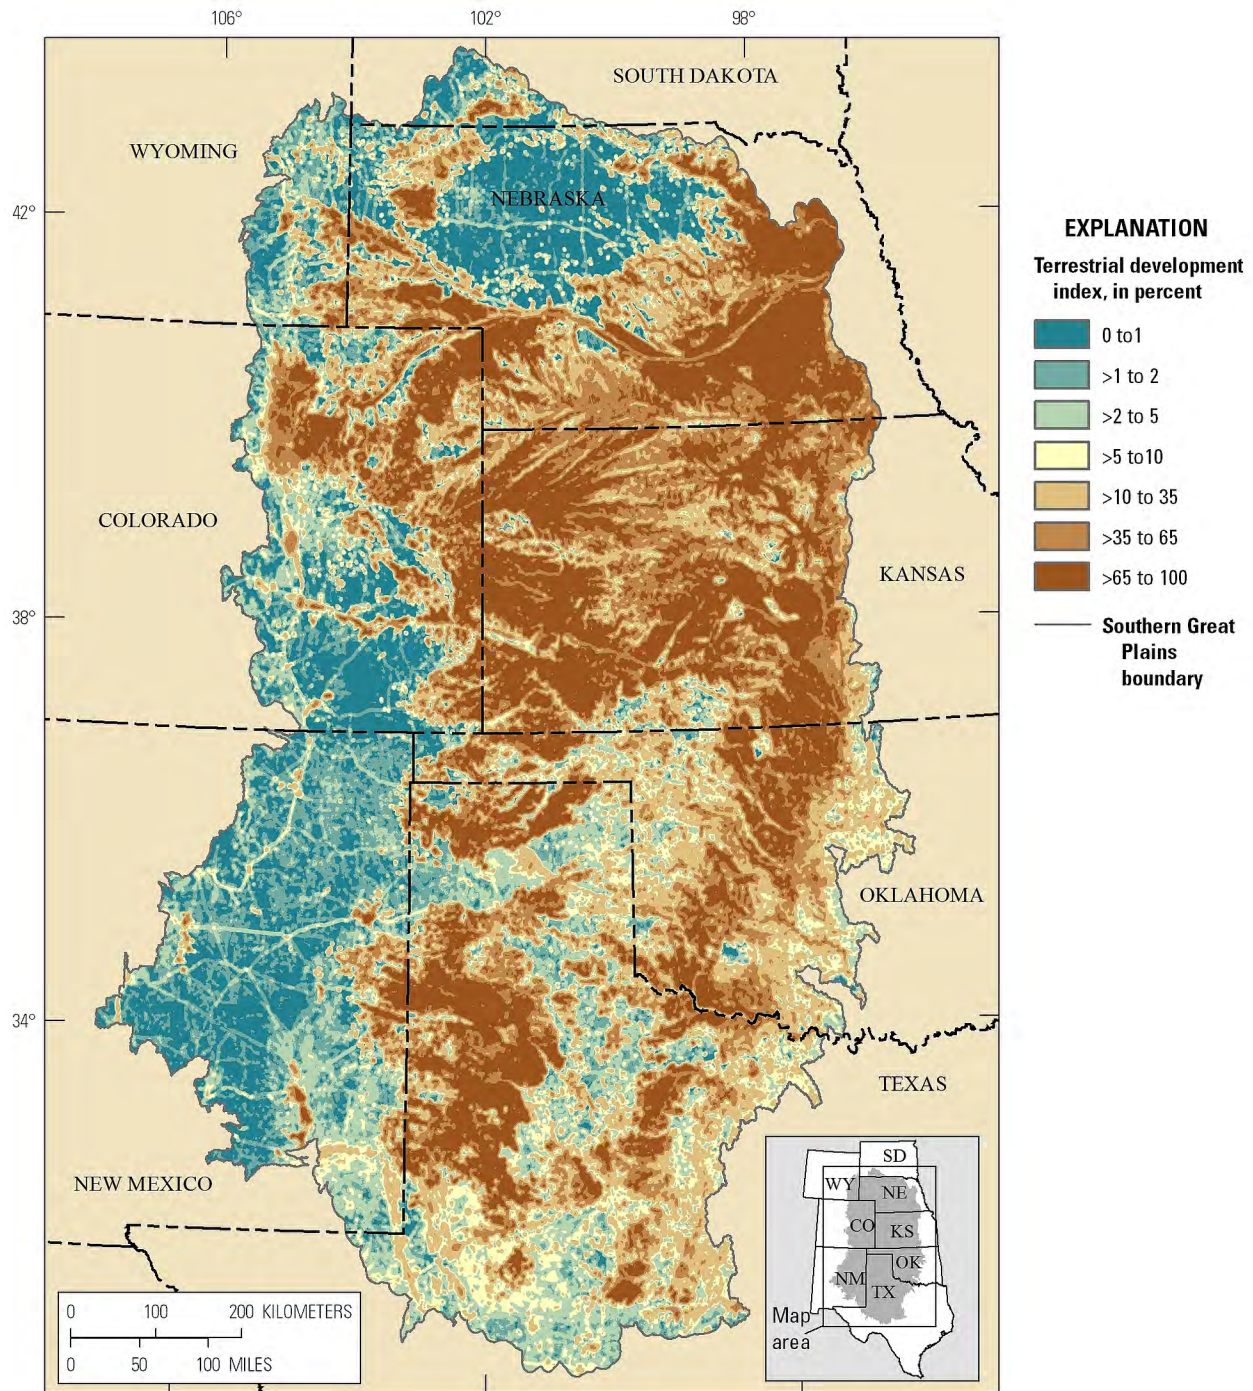 106°
102°
98°
SOUTH DAKOTA
WYOMING
NEBRASKA
42°
COLORADO
KANSAS
38°
OKLAHOMA
34°
TEXAS
NEW MEXICO
EXPLANATION
Terrestrial development
index, in percent
0 to1
>1 to 2
>2 to 5
>5 to10
>10 to 35
>35 to 65
>65 to 100
Southern Great
Plains
boundary
0 100 200 KILOMETERS
0 50 100 MILES
SD
WY
NE
CO
KS
OK
NM
TX
Map
area